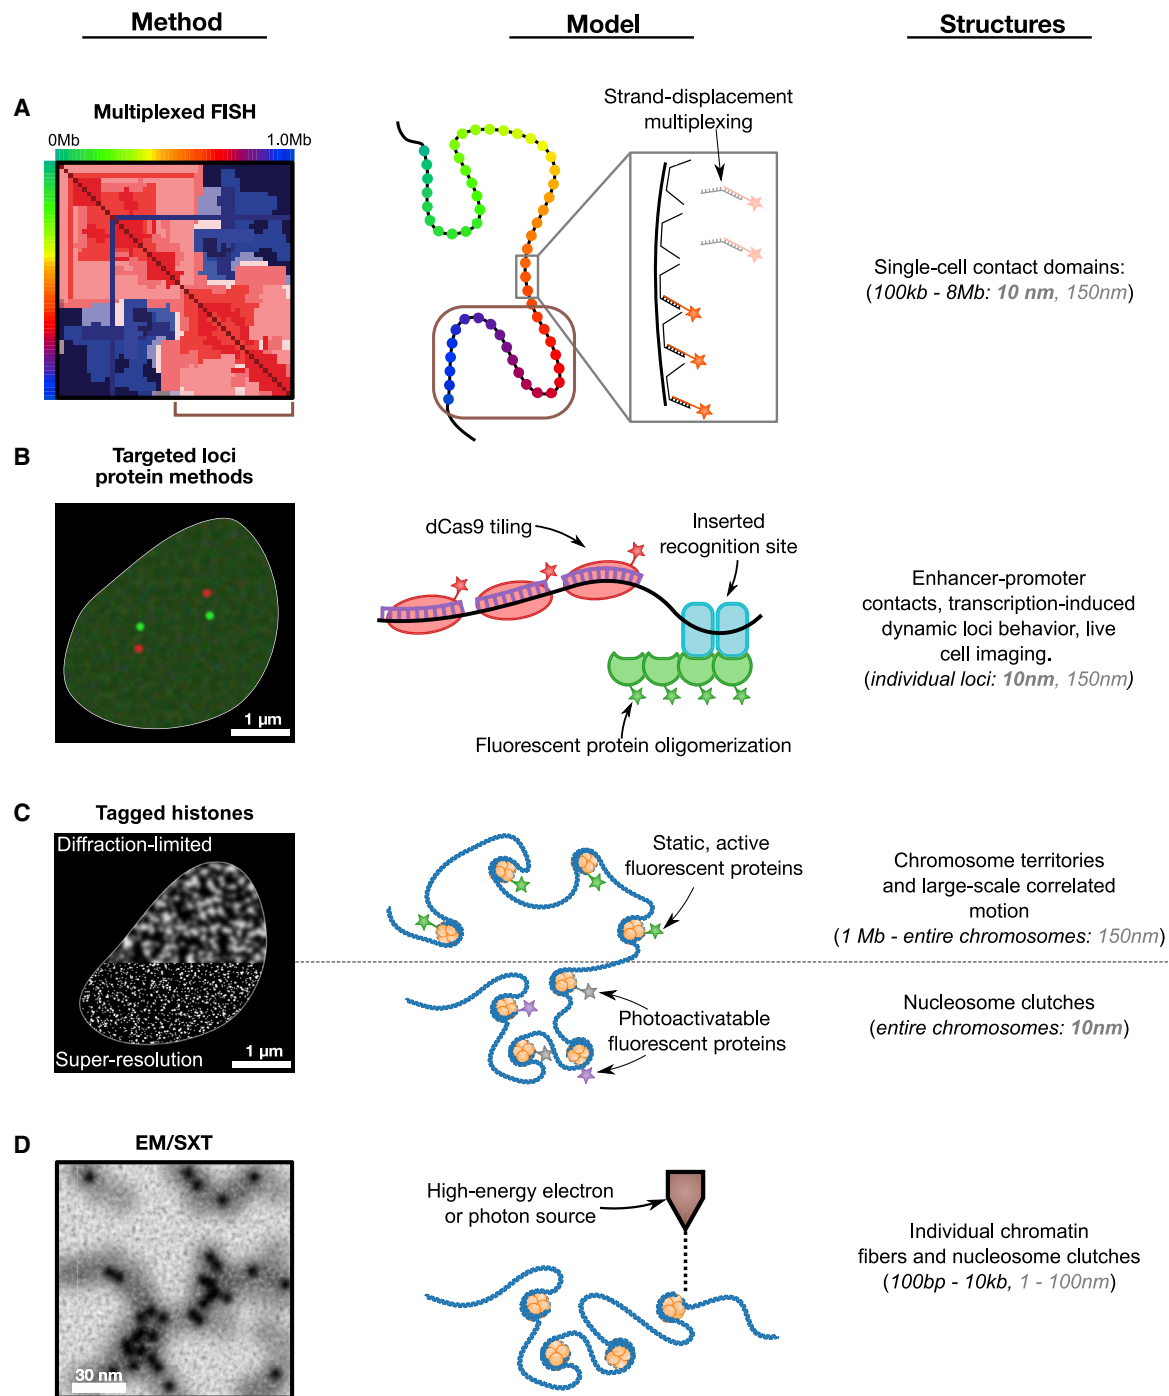 Method
Model
Structures
A
Multiplexed FISH
0Mb
1.0Mb
Strand-displacement
multiplexing
Single-cell contact domains:
(100kb - 8Mb: 10 nm, 150nm)
B
Targeted loci
protein methods
1 µm
dCas9 tiling
Inserted
recognition site
Fluorescent protein oligomerization
Enhancer-promoter
contacts, transcription-induced
dynamic loci behavior, live
cell imaging.
(individual loci: 10nm, 150nm)
C
Tagged histones
Diffraction-limited
Super-resolution
1 µm
Static, active
fluorescent proteins
Photoactivatable
fluorescent proteins
Chromosome territories
and large-scale correlated
motion
(1 Mb - entire chromosomes: 150nm)
Nucleosome clutches
(entire chromosomes: 10nm)
D
EM/SXT
30 nm
High-energy electron
or photon source
Individual chromatin
fibers and nucleosome clutches
(100bp - 10kb, 1 - 100nm)